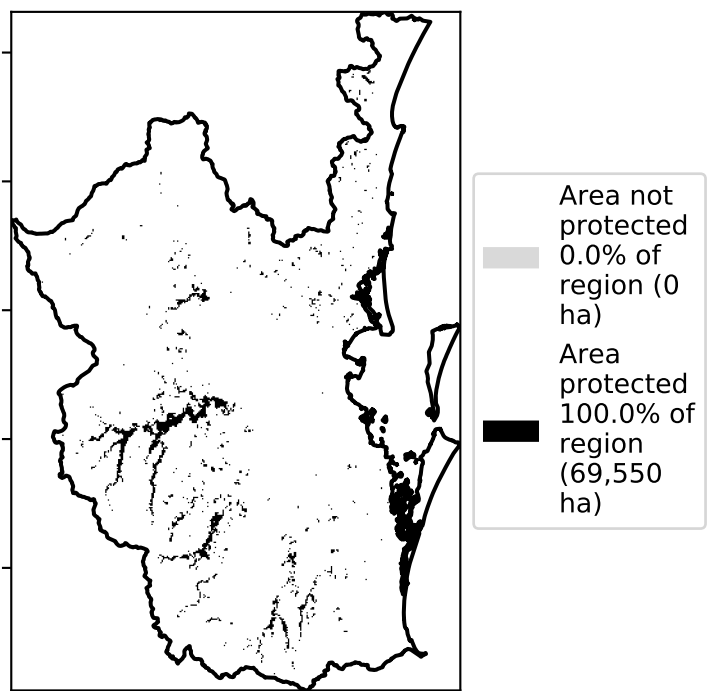 Area not
protected
0.0% of
region (0
ha)
Area
protected
100.0% of
region
(69,550
ha)